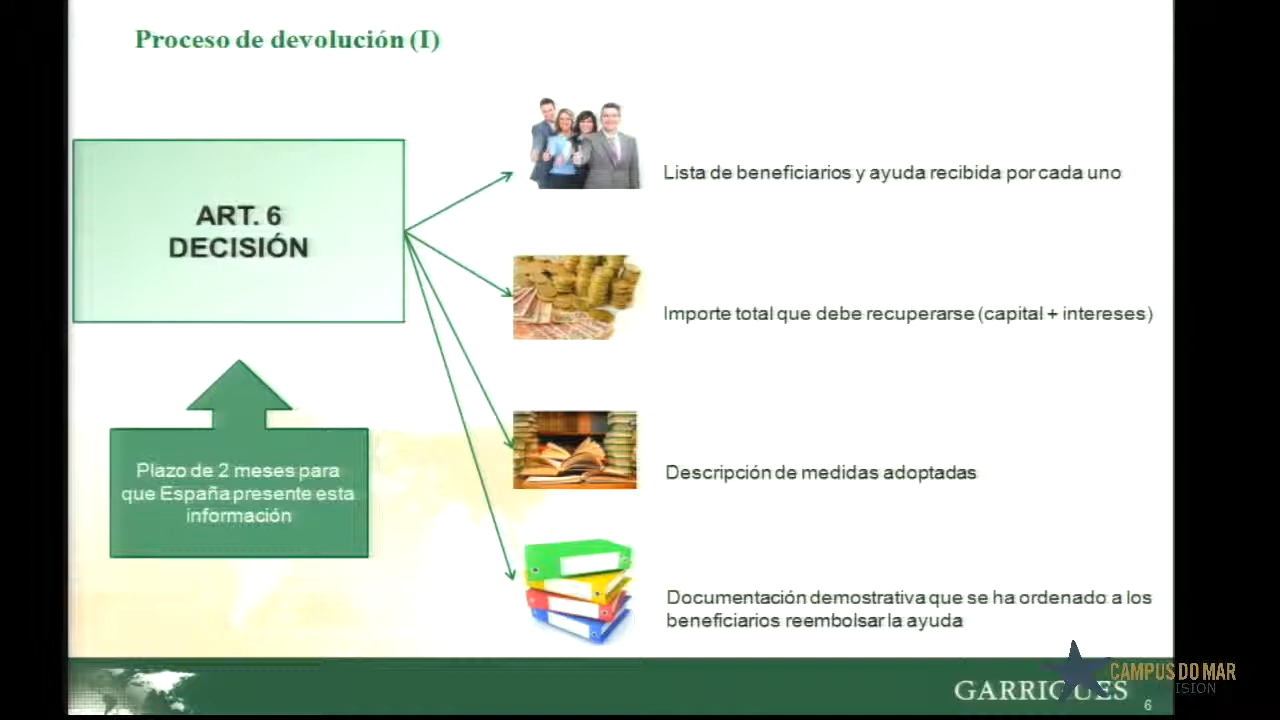 Proceso de devolución (I)
ART. 6
DECISIÓN
Plazo de 2 meses para
que España presente esta
información
Lista de beneficiarios y ayuda recibida por cada uno
Importe total que debe recuperarse (capital + intereses)
Descripción de medidas adoptadas
Documentación demostrativa que se ha ordenado a los
beneficiarios reembolsar la ayuda
GARRIGUES
CAMPUS DO MAR
ISION
6